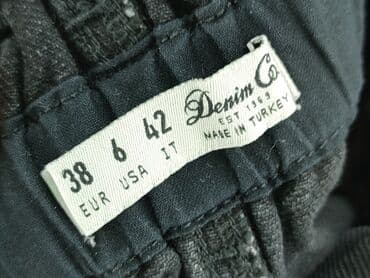 38 6 42
EUR USA IT
Denim Co.
EST 1969
MADE IN TURKEY